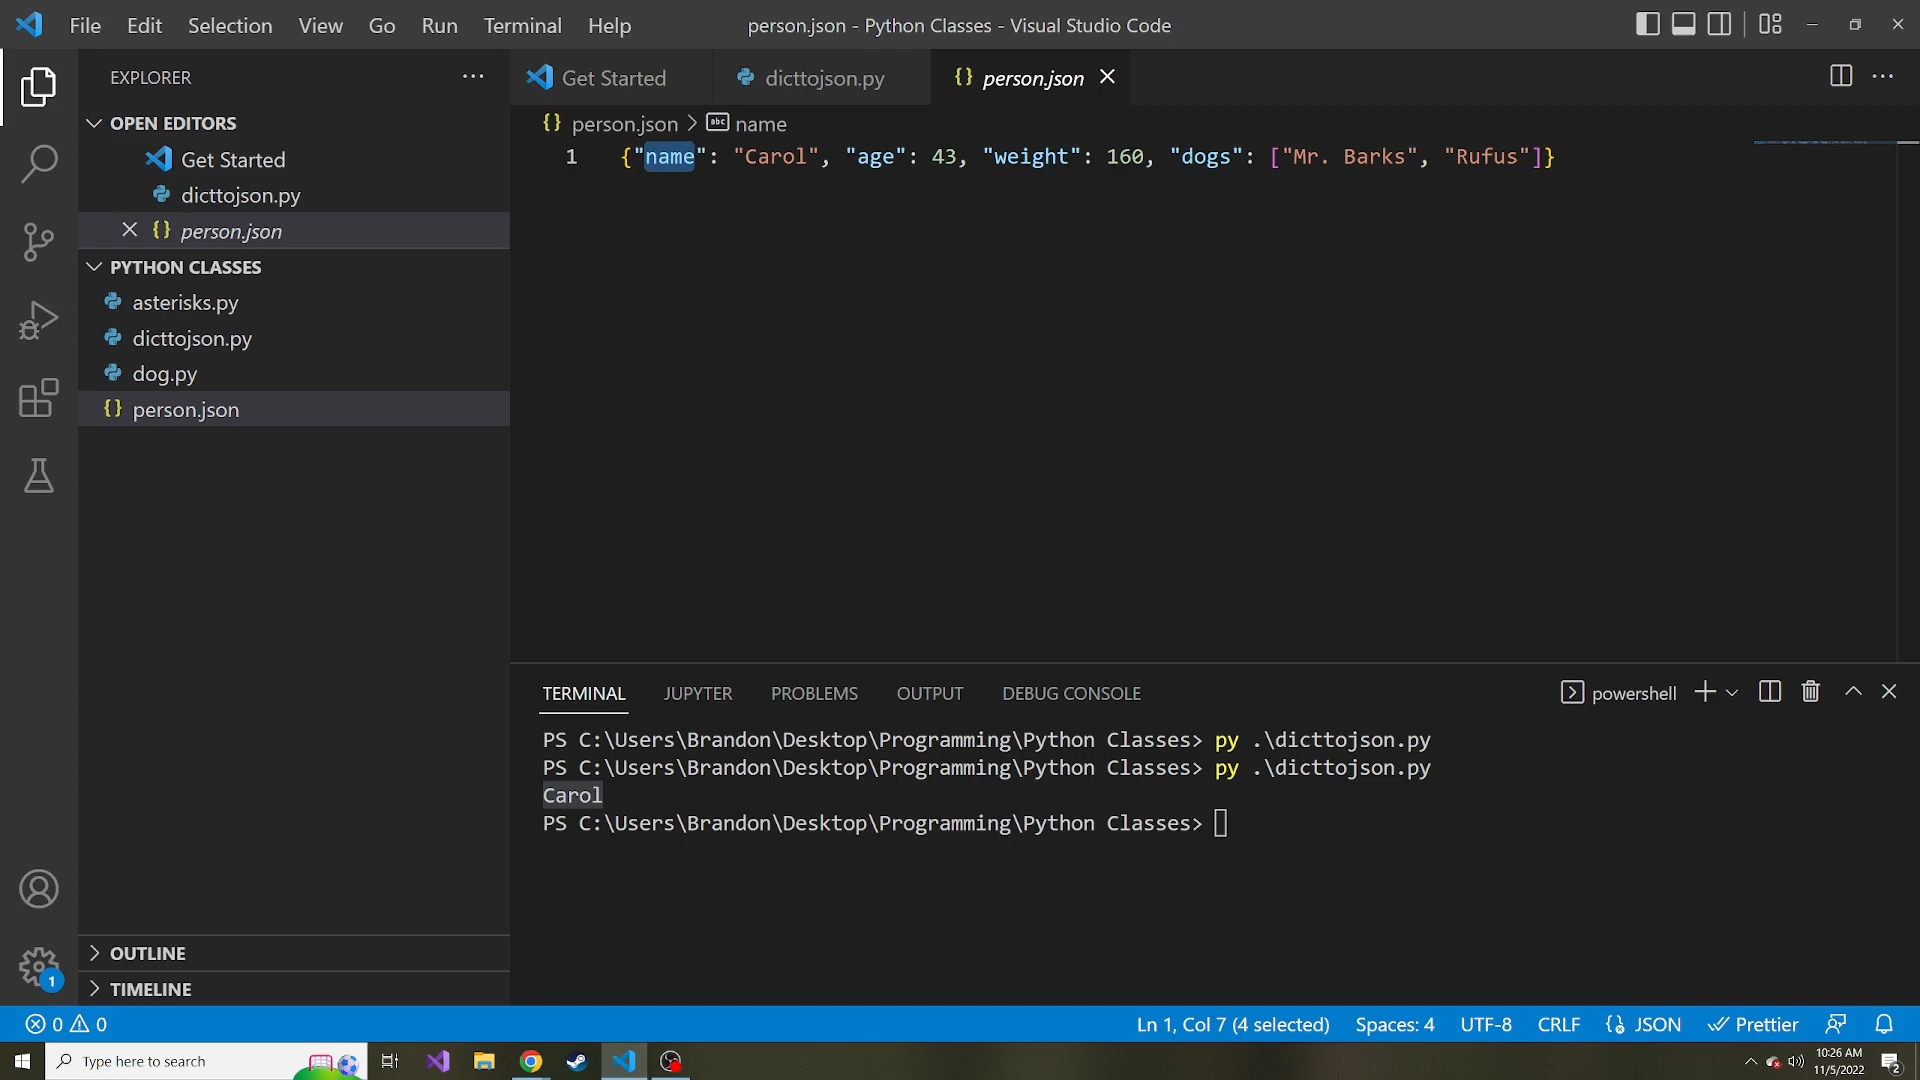 File Edit Selection View Go Run Terminal Help person.json - Python Classes - Visual Studio Code
EXPLORER
Get Started dicttojson.py {} person.json
OPEN EDITORS
{} person.json > abc name
Get Started
1 {"name": "Carol", "age": 43, "weight": 160, "dogs": ["Mr. Barks", "Rufus"]}
dicttojson.py
{} person.json
PYTHON CLASSES
asterisks.py
dicttojson.py
dog.py
{} person.json
TERMINAL JUPYTER PROBLEMS OUTPUT DEBUG CONSOLE powershell
PS C:\Users\Brandon\Desktop\Programming\Python Classes> py .\dicttojson.py
PS C:\Users\Brandon\Desktop\Programming\Python Classes> py .\dicttojson.py
Carol
PS C:\Users\Brandon\Desktop\Programming\Python Classes>
OUTLINE
1
TIMELINE
0 0 Ln 1, Col 7 (4 selected) Spaces: 4 UTF-8 CRLF JSON Prettier
Type here to search 10:26 AM
11/5/2022 2